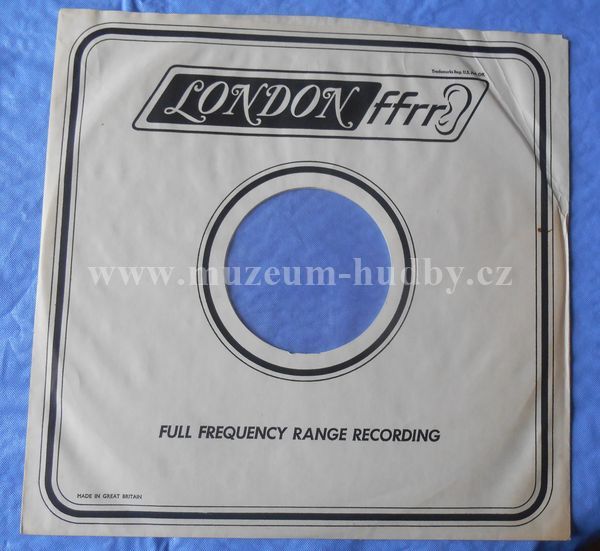 Trademarks Reg. U.S. Pat. Off.
LONDON ffrr
www.muzeum-hudby.cz
FULL FREQUENCY RANGE RECORDING
MADE IN GREAT BRITAIN